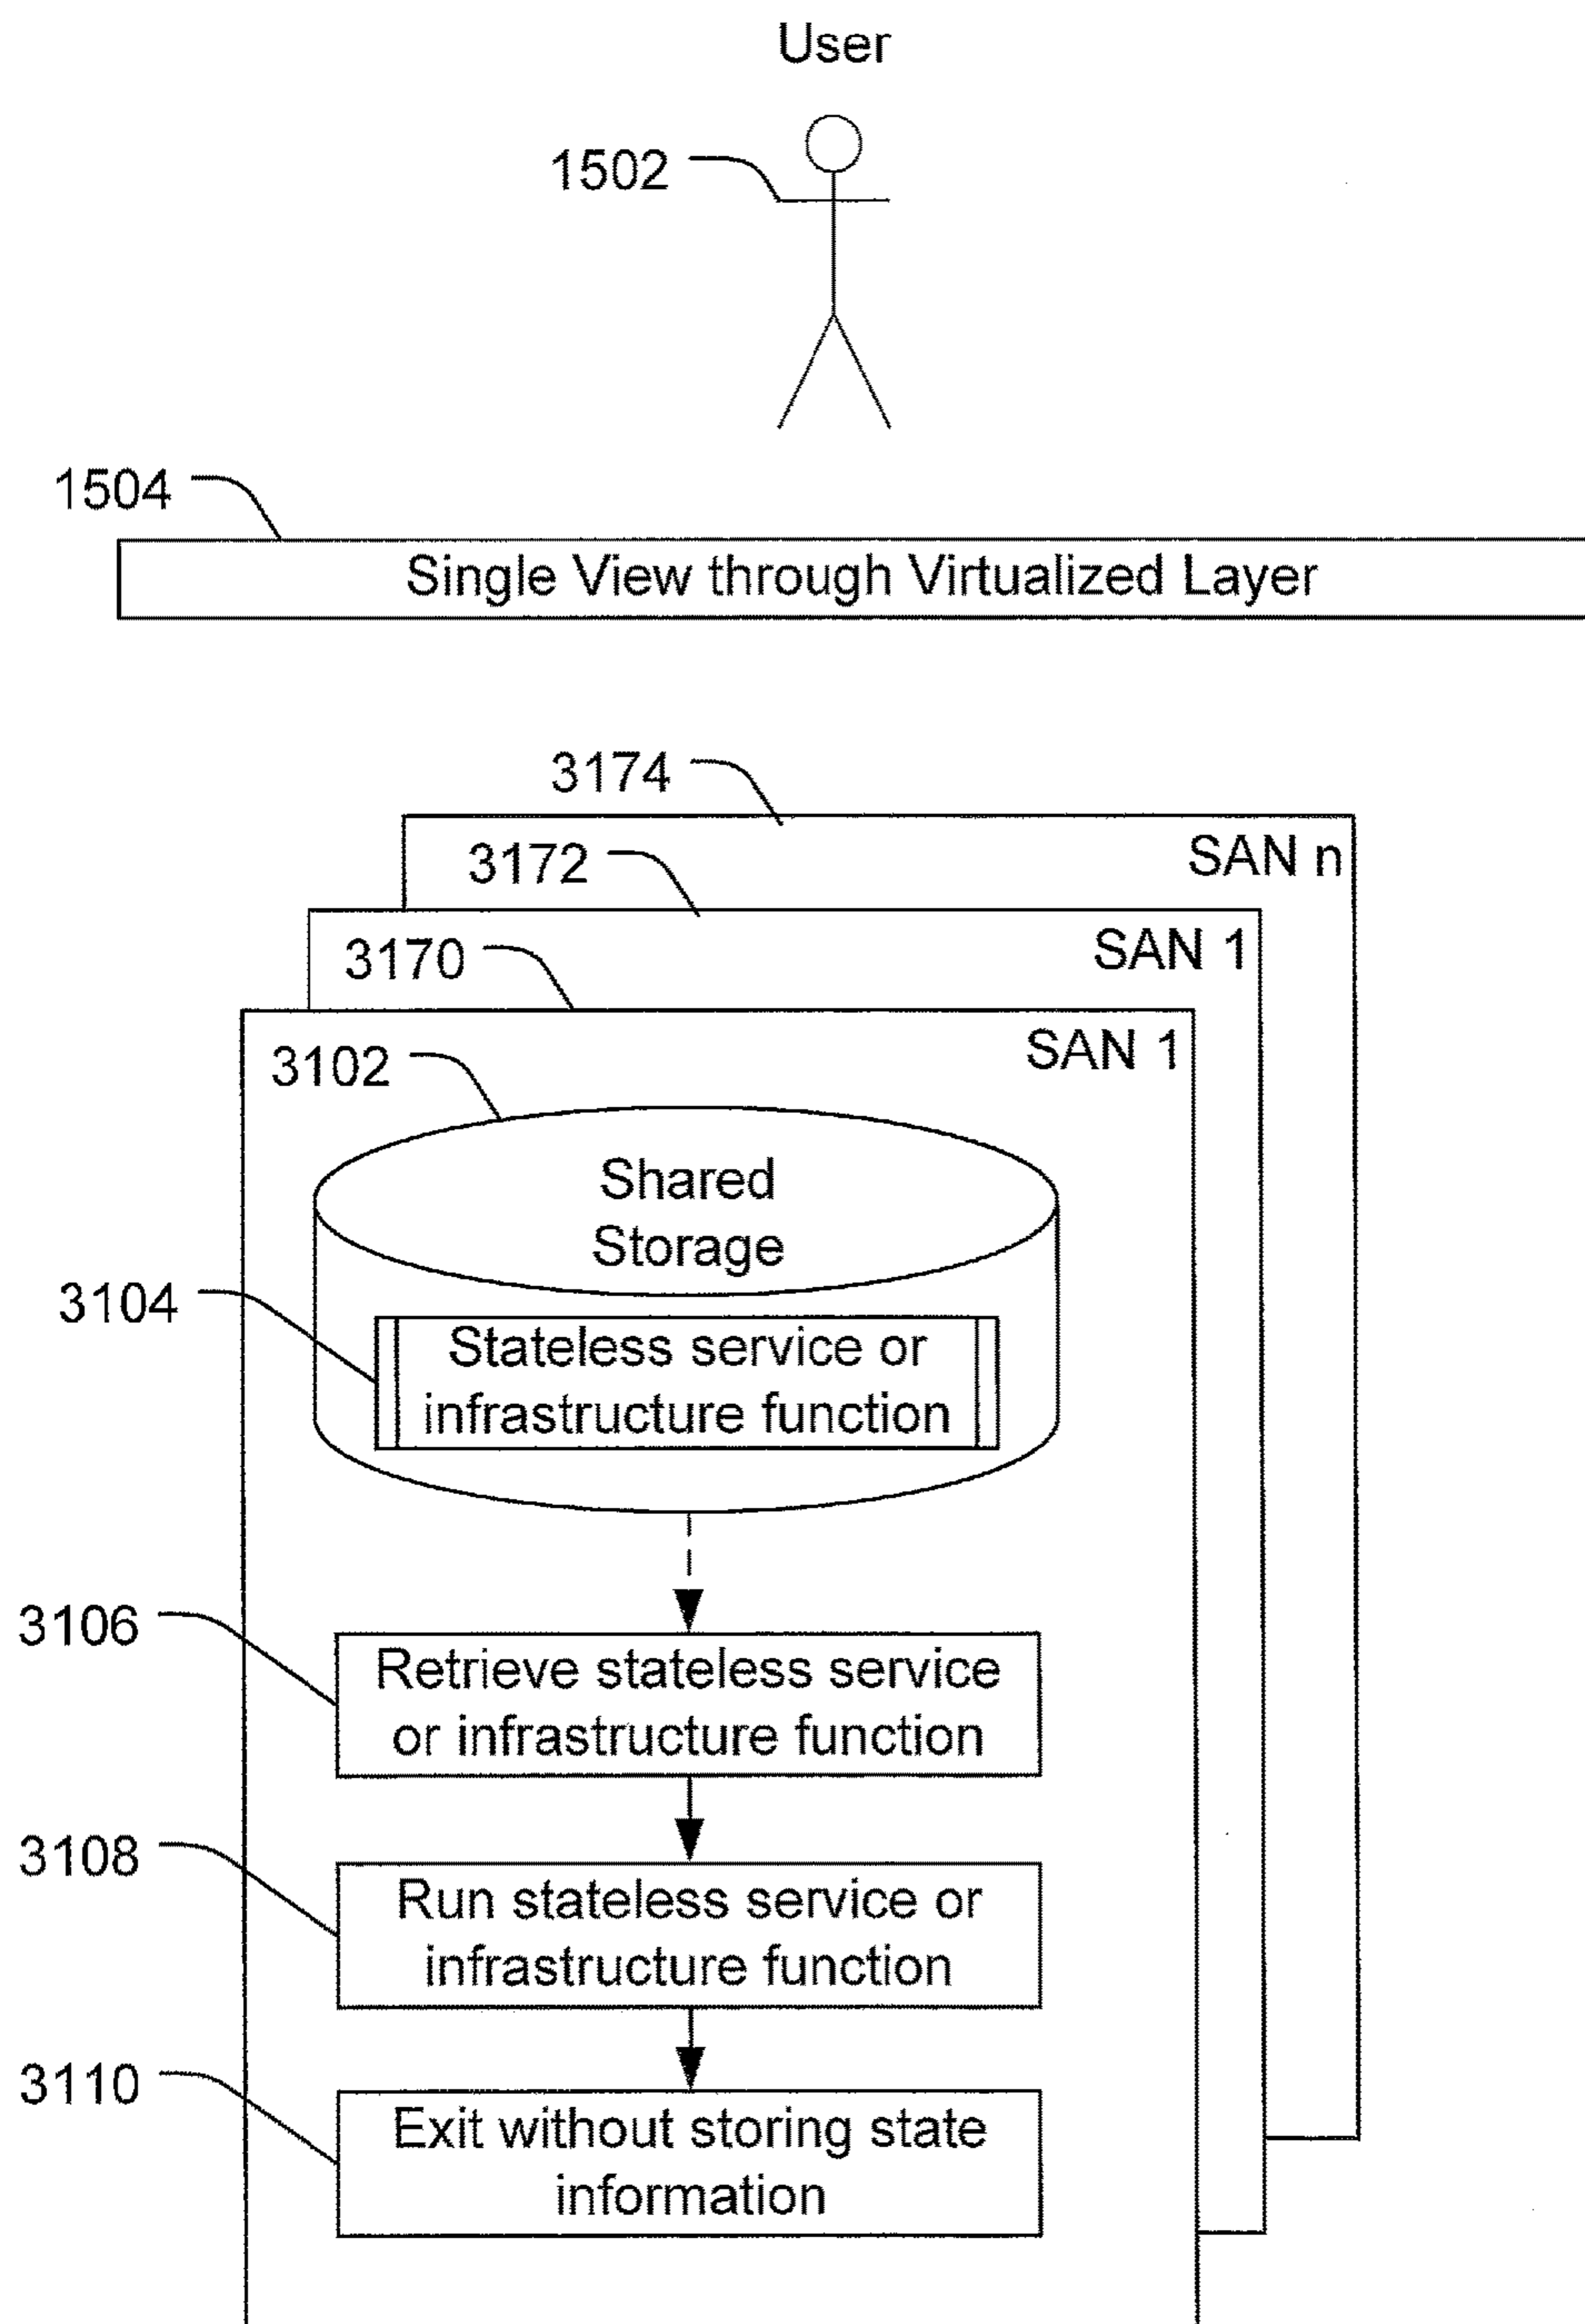 User
1502
1504
Single View through Virtualized Layer
3174
SAN n
3172
SAN 1
3170
SAN 1
3102
Shared
Storage
3104
Stateless service or
infrastructure function
3106
Retrieve stateless service
or infrastructure function
3108
Run stateless service or
infrastructure function
3110
Exit without storing state
information